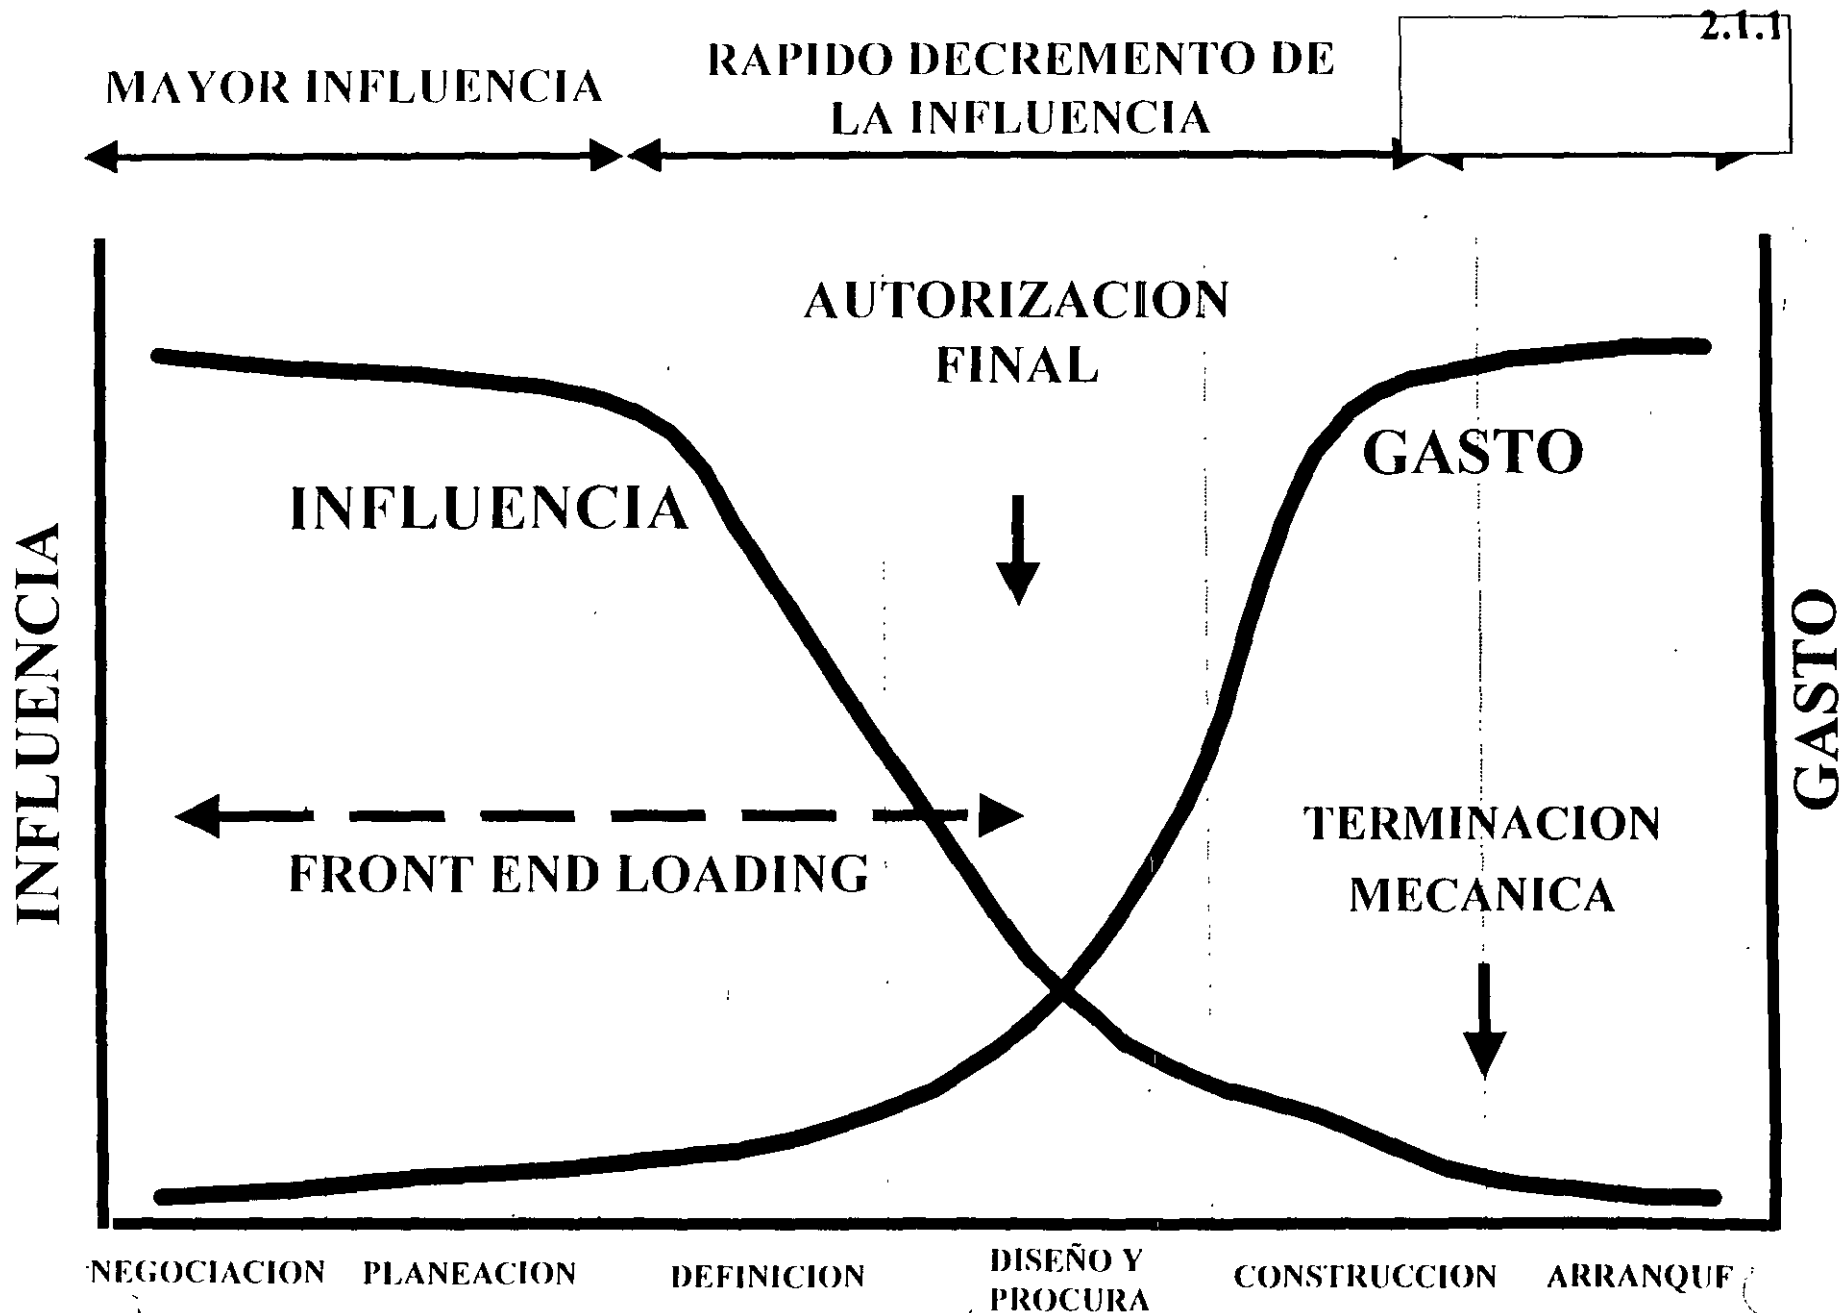 2.1.1
MAYOR INFLUENCIA
RAPIDO DECREMENTO DE
LA INFLUENCIA
AUTORIZACION
FINAL
INFLUENCIA
GASTO
INFLUENCIA
GASTO
FRONT END LOADING
TERMINACION
MECANICA
NEGOCIACION PLANEACION DEFINICION DISEÑO Y PROCURA CONSTRUCCION ARRANQUE